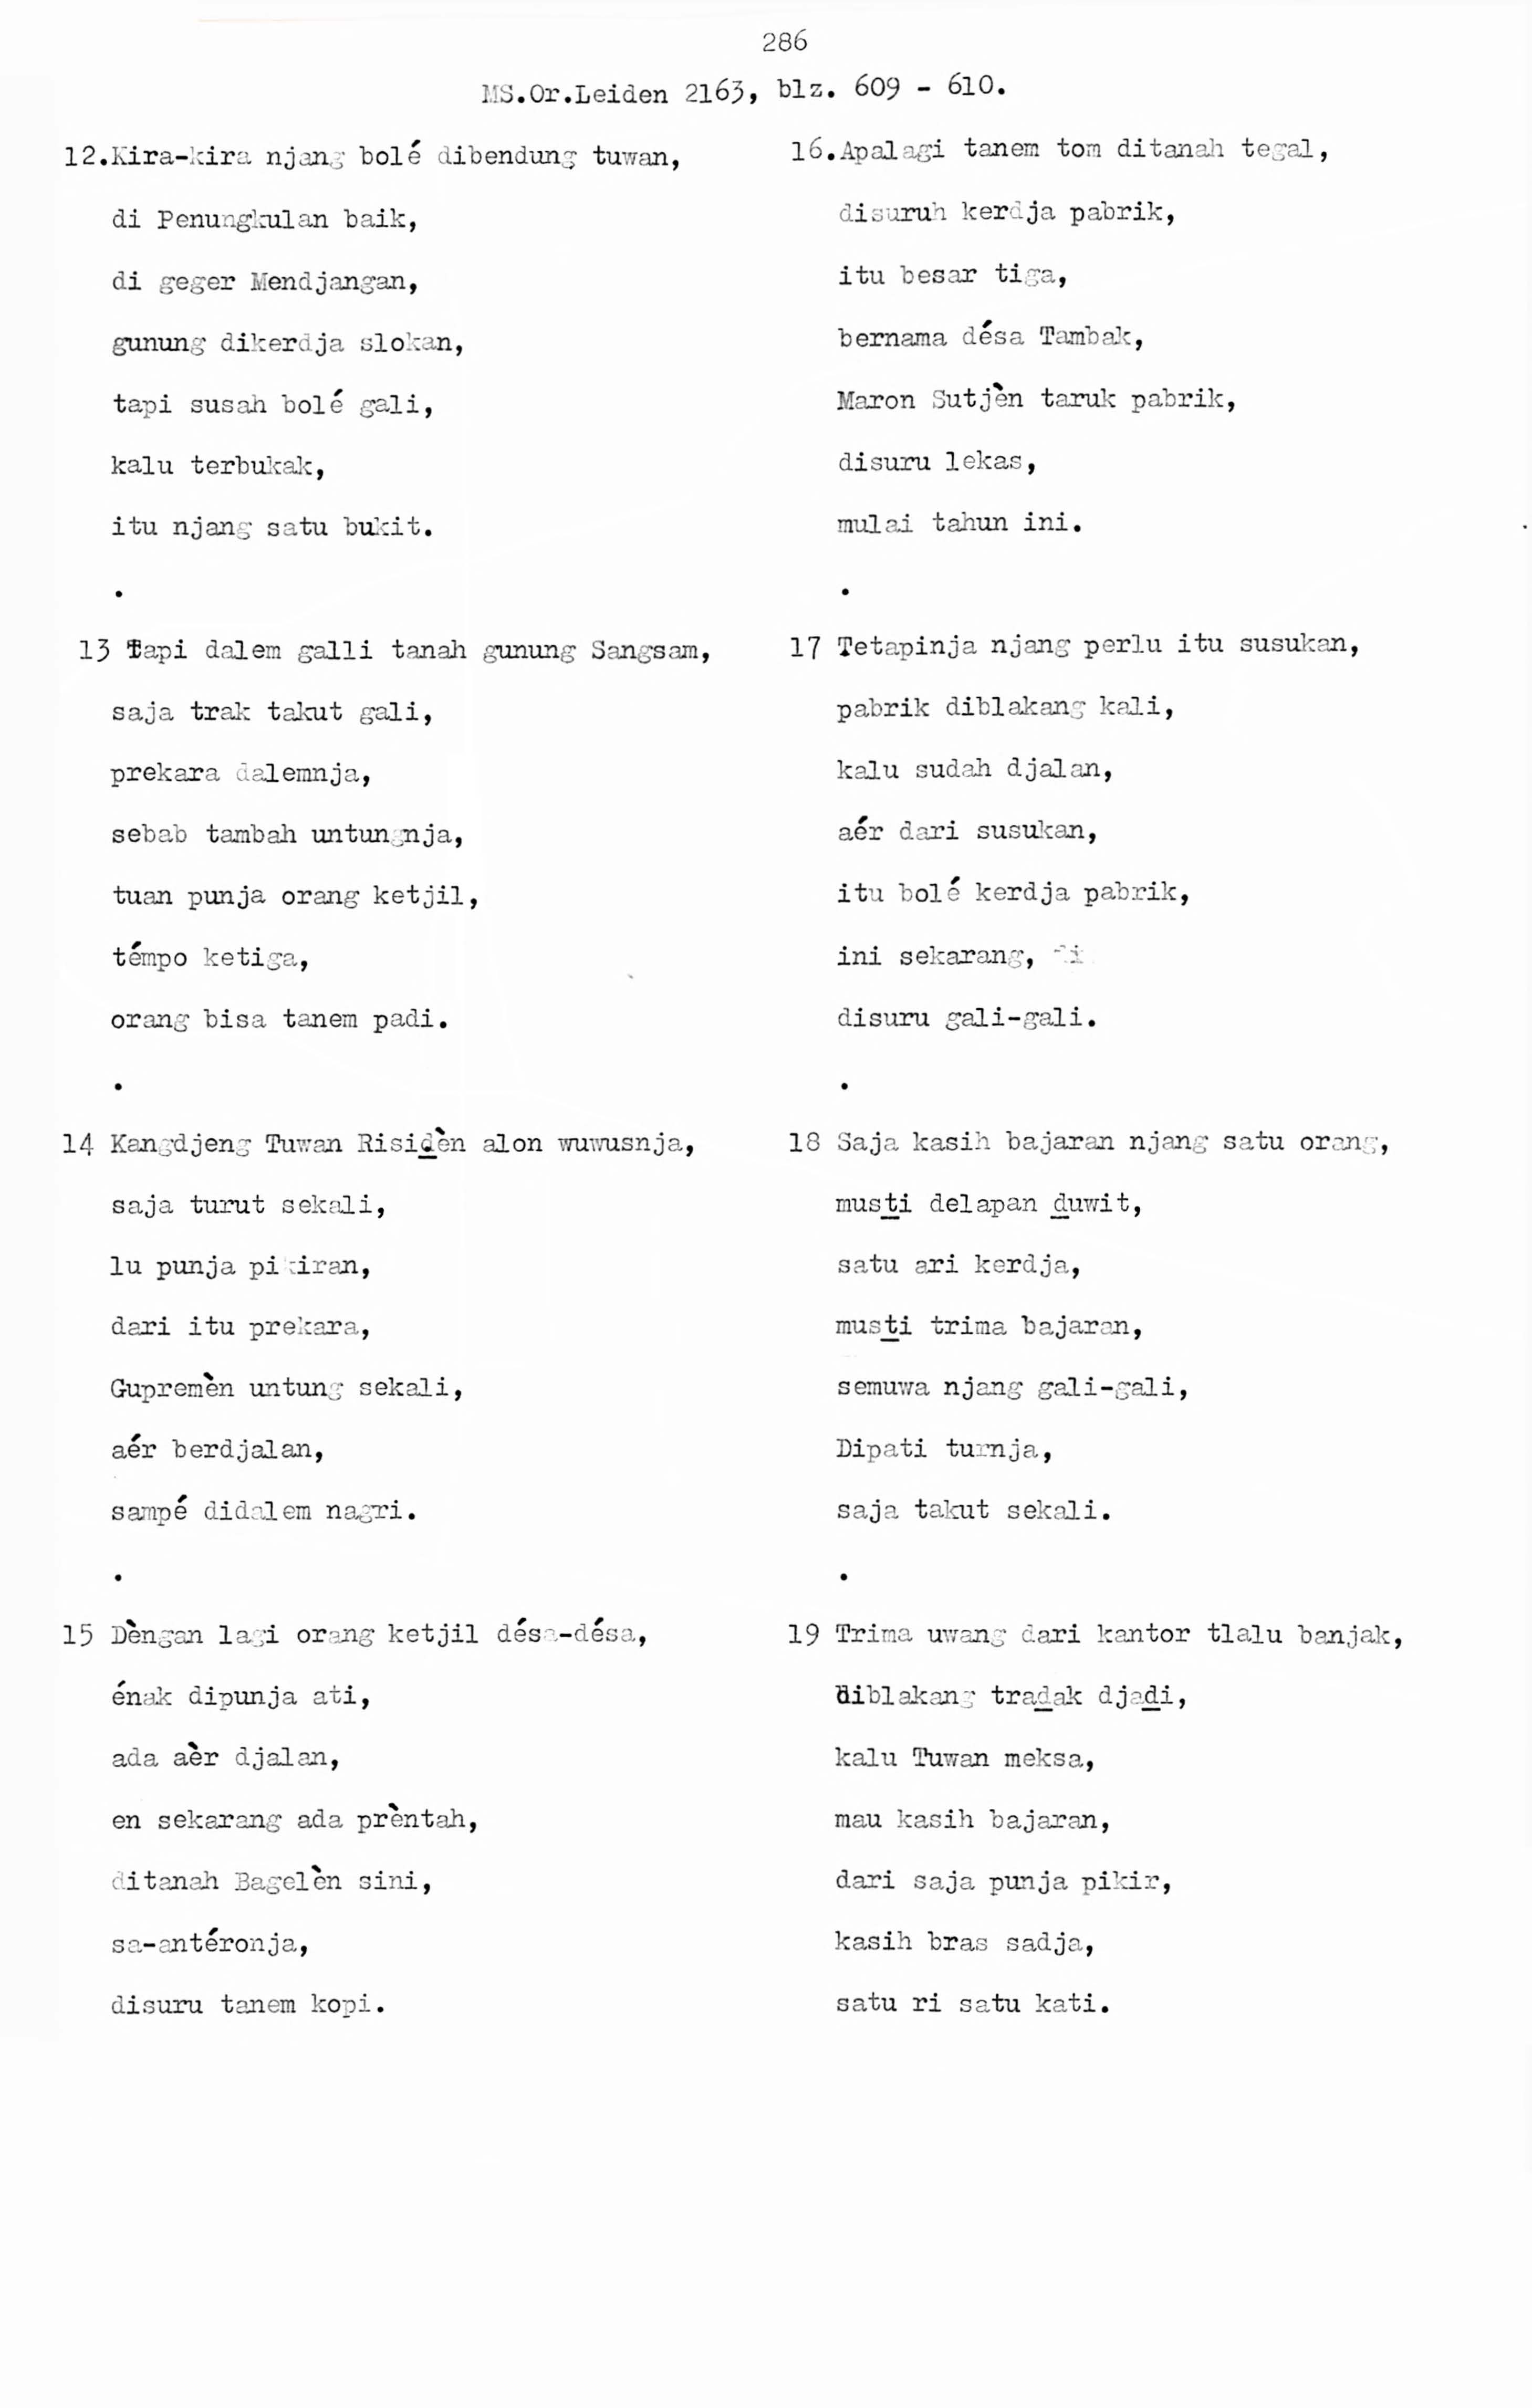 286
MS.Or.Leiden 2163, blz. 609 - 610.
12.Kira-kira njang bolé dibendung tuwan,
di Penungkulan baik,
di geger Mendjangan,
gunung dikerdja slokan,
tapi susah bolé gali,
kalu terbukak,
itu njang satu bukit.
.
13 Tapi dalem galli tanah gunung Sangsam,
saja trak takut gali,
prekara dalemnja,
sebab tambah untungnja,
tuan punja orang ketjil,
témpo ketiga,
orang bisa tanem padi.
.
14 Kangdjeng Tuwan Risiḍèn alon wuwusnja,
saja turut sekali,
lu punja pikiran,
dari itu prekara,
Gupremèn untung sekali,
aér berdjalan,
sampé didalem nagri.
.
15 Dèngan lagi orang ketjil désa-désa,
énak dipunja ati,
ada aèr djalan,
en sekarang ada prèntah,
ditanah Bagelèn sini,
sa-antéronja,
disuru tanem kopi.
16.Apalagi tanem tom ditanah tegal,
disuruh kerdja pabrik,
itu besar tiga,
bernama désa Tambak,
Maron Sutjèn taruk pabrik,
disuru lekas,
mulai tahun ini.
.
17 Tetapinja njang perlu itu susukan,
pabrik diblakang kali,
kalu sudah djalan,
aér dari susukan,
itu bolé kerdja pabrik,
ini sekarang,
disuru gali-gali.
.
18 Saja kasih bajaran njang satu orang,
mus<u>t</u>i delapan <u>d</u>uwit,
satu ari kerdja,
mus<u>t</u>i trima bajaran,
semuwa njang gali-gali,
Dipati turnja,
saja takut sekali.
.
19 Trima uwang dari kantor tlalu banjak,
diblakang tra<u>d</u>ak dja<u>d</u>i,
kalu Tuwan meksa,
mau kasih bajaran,
dari saja punja pikir,
kasih bras sadja,
satu ri satu kati.